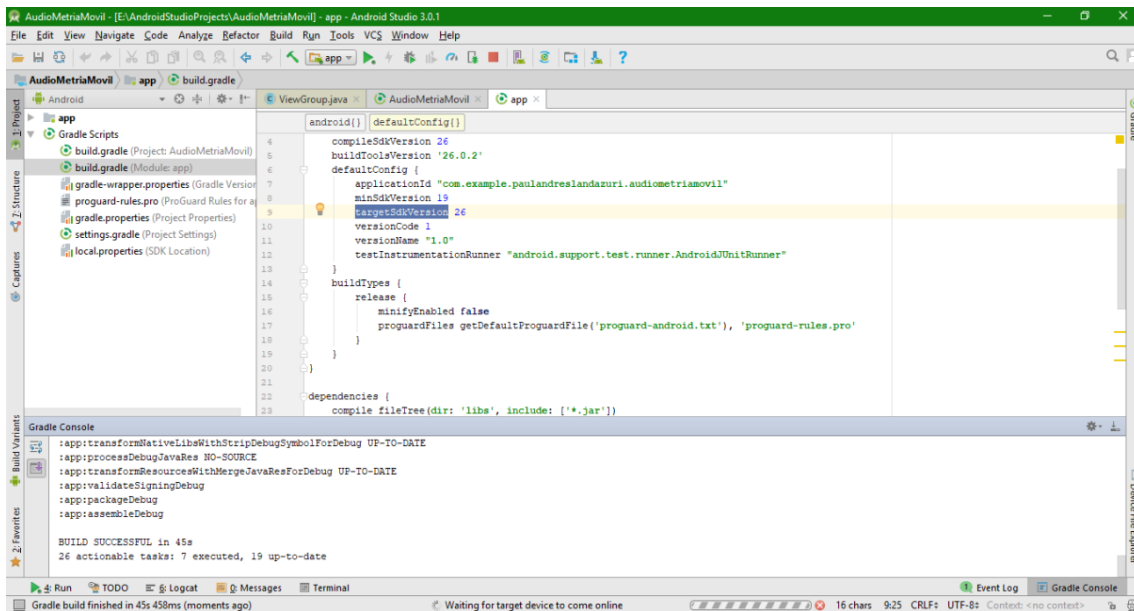 AudioMetriaMovil - [E:\AndroidStudioProjects\AudioMetriaMovil] - app - Android Studio 3.0.1
File Edit View Navigate Code Analyze Refactor Build Run Tools VCS Window Help
app
AudioMetriaMovil app build.gradle
1: Project
Android
ViewGroup.java AudioMetriaMovil app
app
Gradle Scripts
build.gradle (Project: AudioMetriaMovil)
build.gradle (Module: app)
gradle-wrapper.properties (Gradle Version
proguard-rules.pro (ProGuard Rules for a
gradle.properties (Project Properties)
settings.gradle (Project Settings)
local.properties (SDK Location)
Z: Structure
Captures
android{} defaultConfig{}
4 compileSdkVersion 26
5 buildToolsVersion '26.0.2'
6 defaultConfig {
7 applicationId "com.example.paulandreslandazuri.audiometriamovil"
8 minSdkVersion 19
9 targetSdkVersion 26
10 versionCode 1
11 versionName "1.0"
12 testInstrumentationRunner "android.support.test.runner.AndroidJUnitRunner"
13 }
14 buildTypes {
15 release {
16 minifyEnabled false
17 proguardFiles getDefaultProguardFile('proguard-android.txt'), 'proguard-rules.pro'
18 }
19 }
20 }
21
22 dependencies {
23 compile fileTree(dir: 'libs', include: ['*.jar'])
Gradle
Gradle Console
Build Variants
2: Favorites
:app:transformNativeLibsWithStripDebugSymbolForDebug UP-TO-DATE
:app:processDebugJavaRes NO-SOURCE
:app:transformResourcesWithMergeJavaResForDebug UP-TO-DATE
:app:validateSigningDebug
:app:packageDebug
:app:assembleDebug
BUILD SUCCESSFUL in 45s
26 actionable tasks: 7 executed, 19 up-to-date
Device File Explorer
4: Run TODO 6: Logcat 0: Messages Terminal 1 Event Log Gradle Console
Gradle build finished in 45s 458ms (moments ago) Waiting for target device to come online 16 chars 9:25 CRLF: UTF-8: Context: <no context>